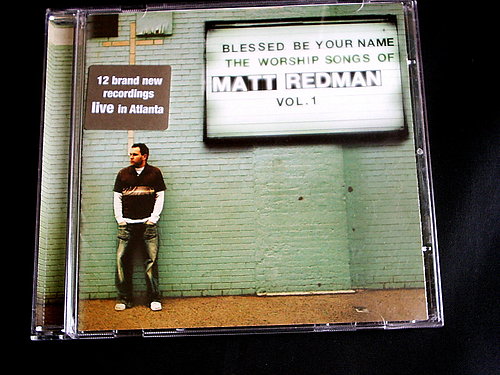 BLESSED BE YOUR NAME
THE WORSHIP SONGS OF
MATT REDMAN
VOL.1
12 brand new
recordings
live in Atlanta